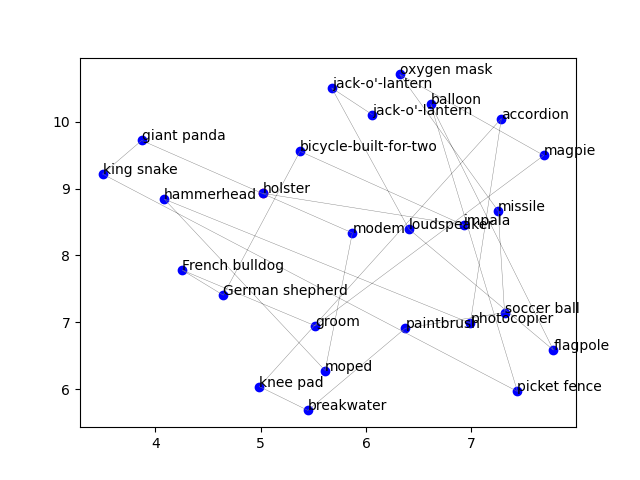 oxygen mask
jack-o'-lantern
balloon
jack-o'-lantern
accordion
giant panda
bicycle-built-for-two
magpie
king snake
hammerhead
holster
missile
modem
loudspeaker
impala
French bulldog
German shepherd
soccer ball
photocopier
groom
paintbrush
flagpole
moped
knee pad
picket fence
breakwater
10
9
8
7
6
4
5
6
7